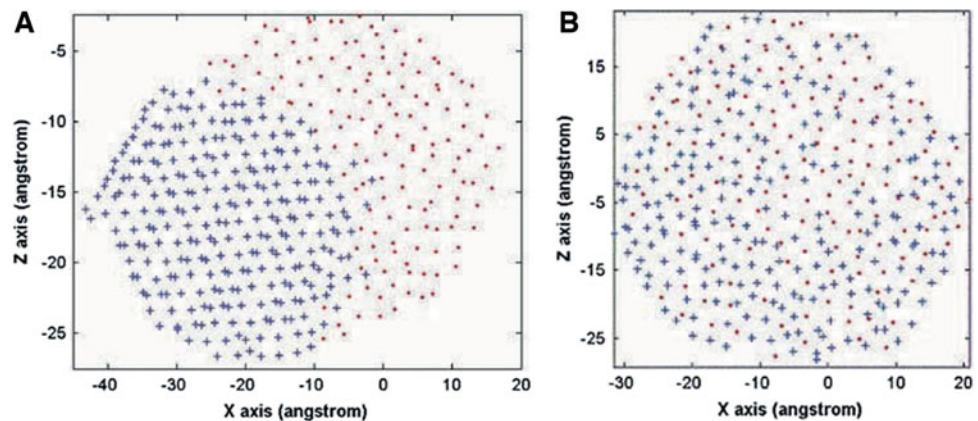 A
Z axis (angstrom)
-5
-10
-15
-20
-25
-40 -30 -20 -10 0 10 20
X axis (angstrom)
B
Z axis (angstrom)
15
5
-5
-15
-25
-30 -20 -10 0 10 20
X axis (angstrom)